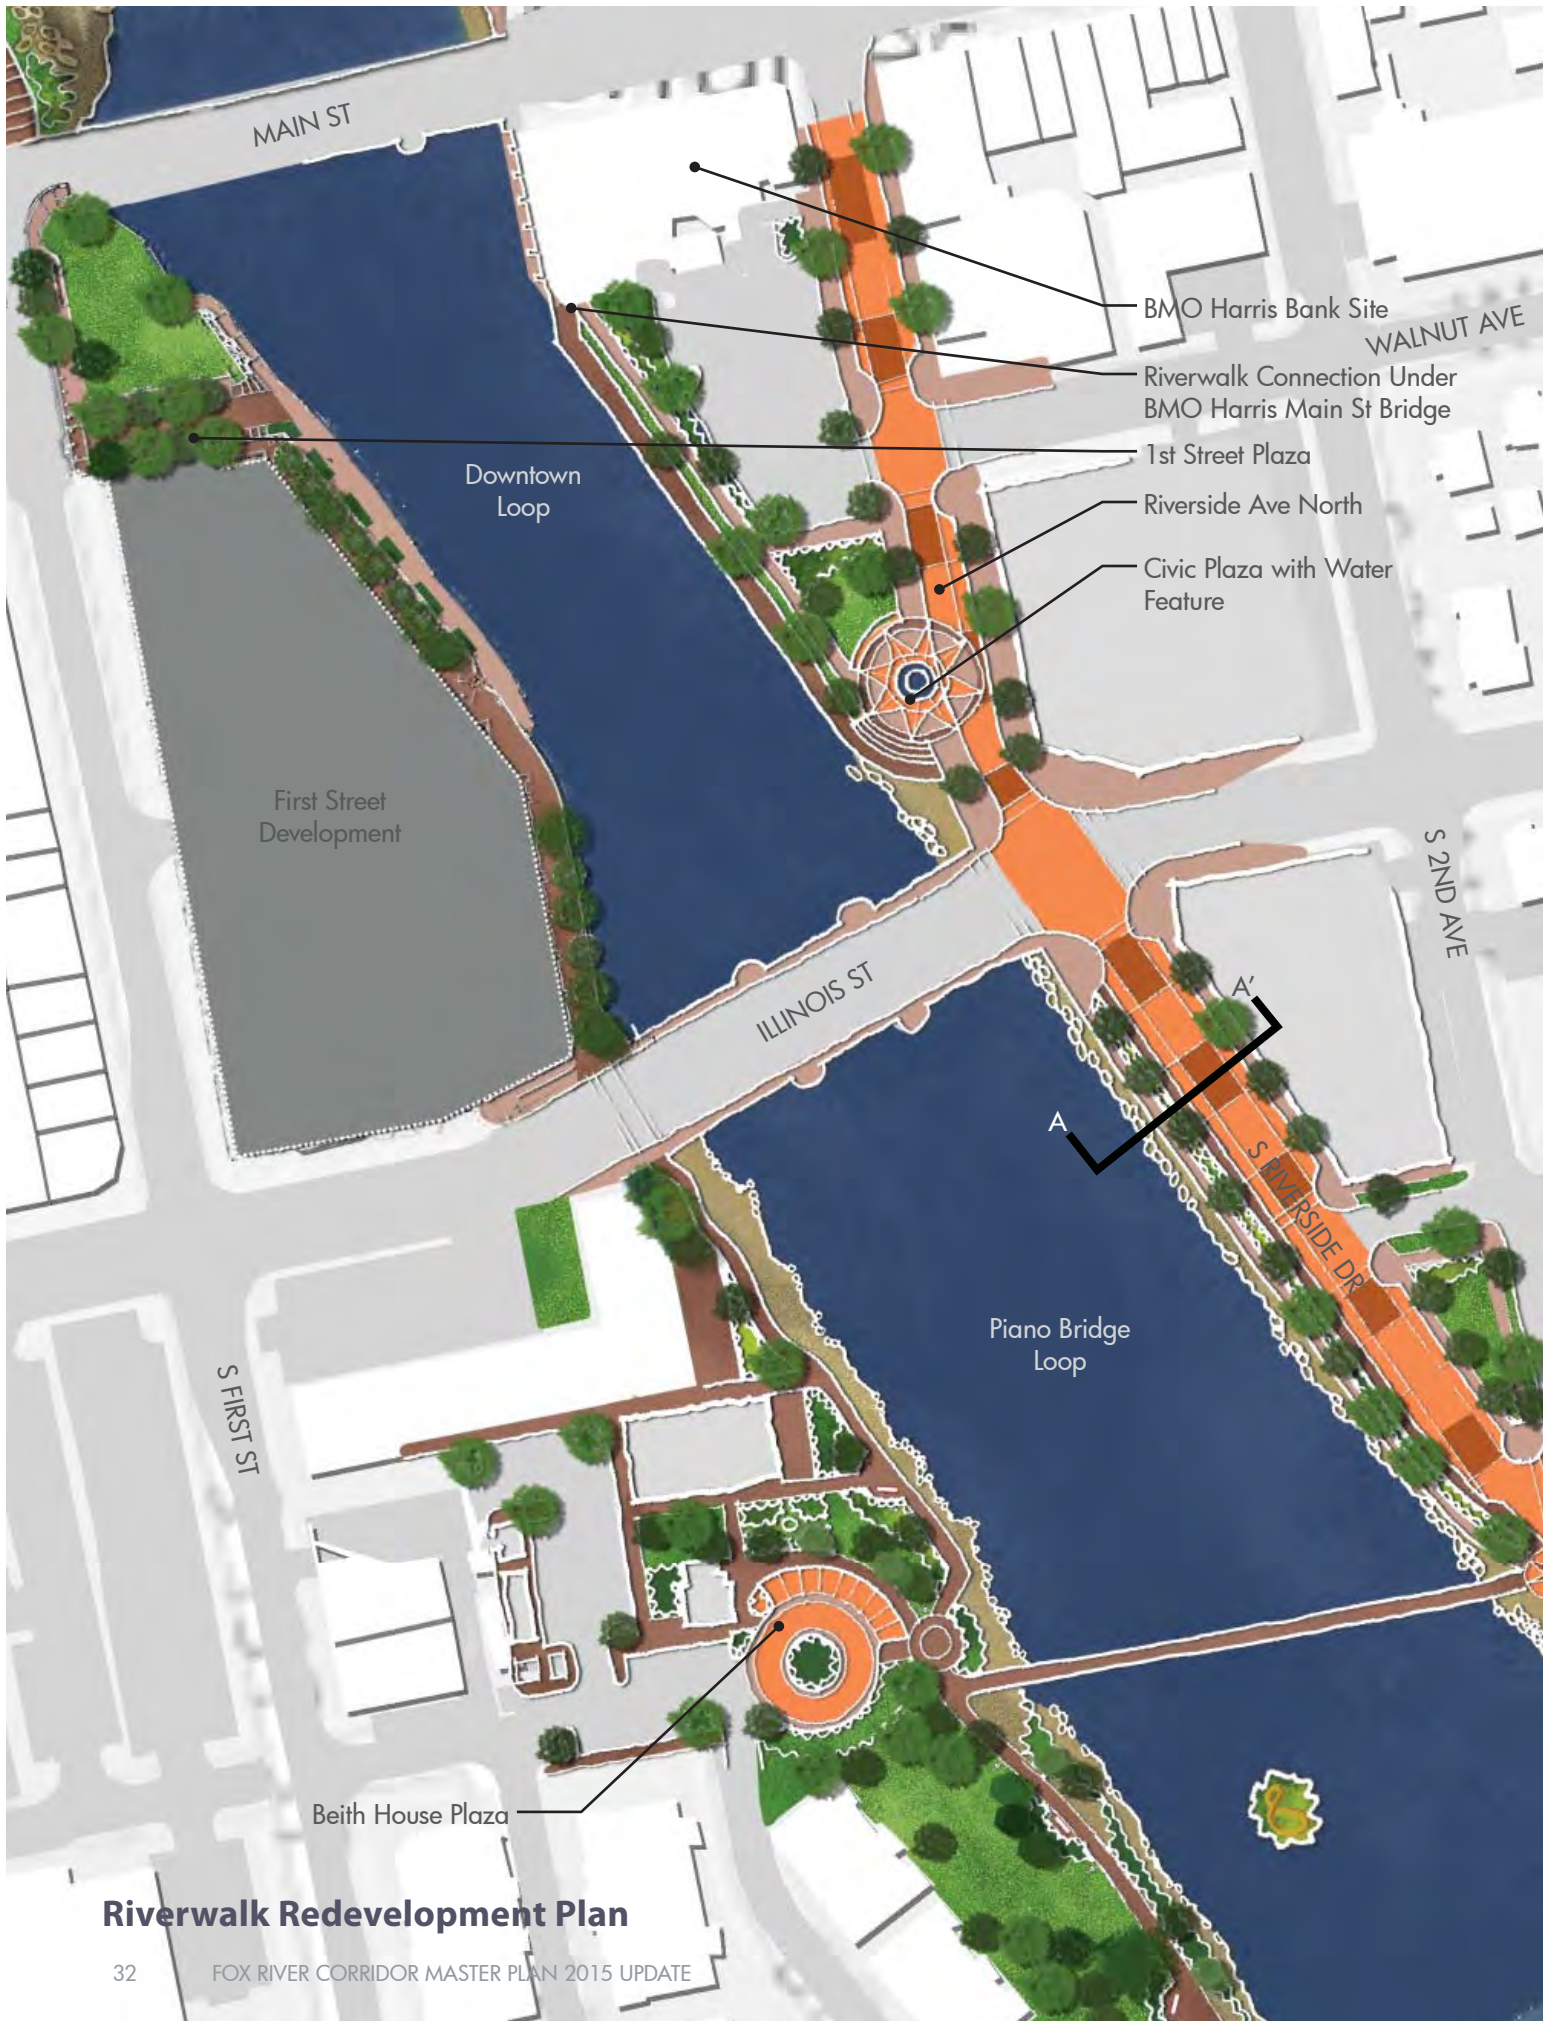 MAIN ST
BMO Harris Bank Site
WALNUT AVE
Riverwalk Connection Under
BMO Harris Main St Bridge
1st Street Plaza
Downtown
Loop
Riverside Ave North
Civic Plaza with Water
Feature
First Street
Development
S 2ND AVE
ILLINOIS ST
A'
A
S RIVERSIDE DR
Piano Bridge
Loop
S FIRST ST
Beith House Plaza
Riverwalk Redevelopment Plan
32 FOX RIVER CORRIDOR MASTER PLAN 2015 UPDATE